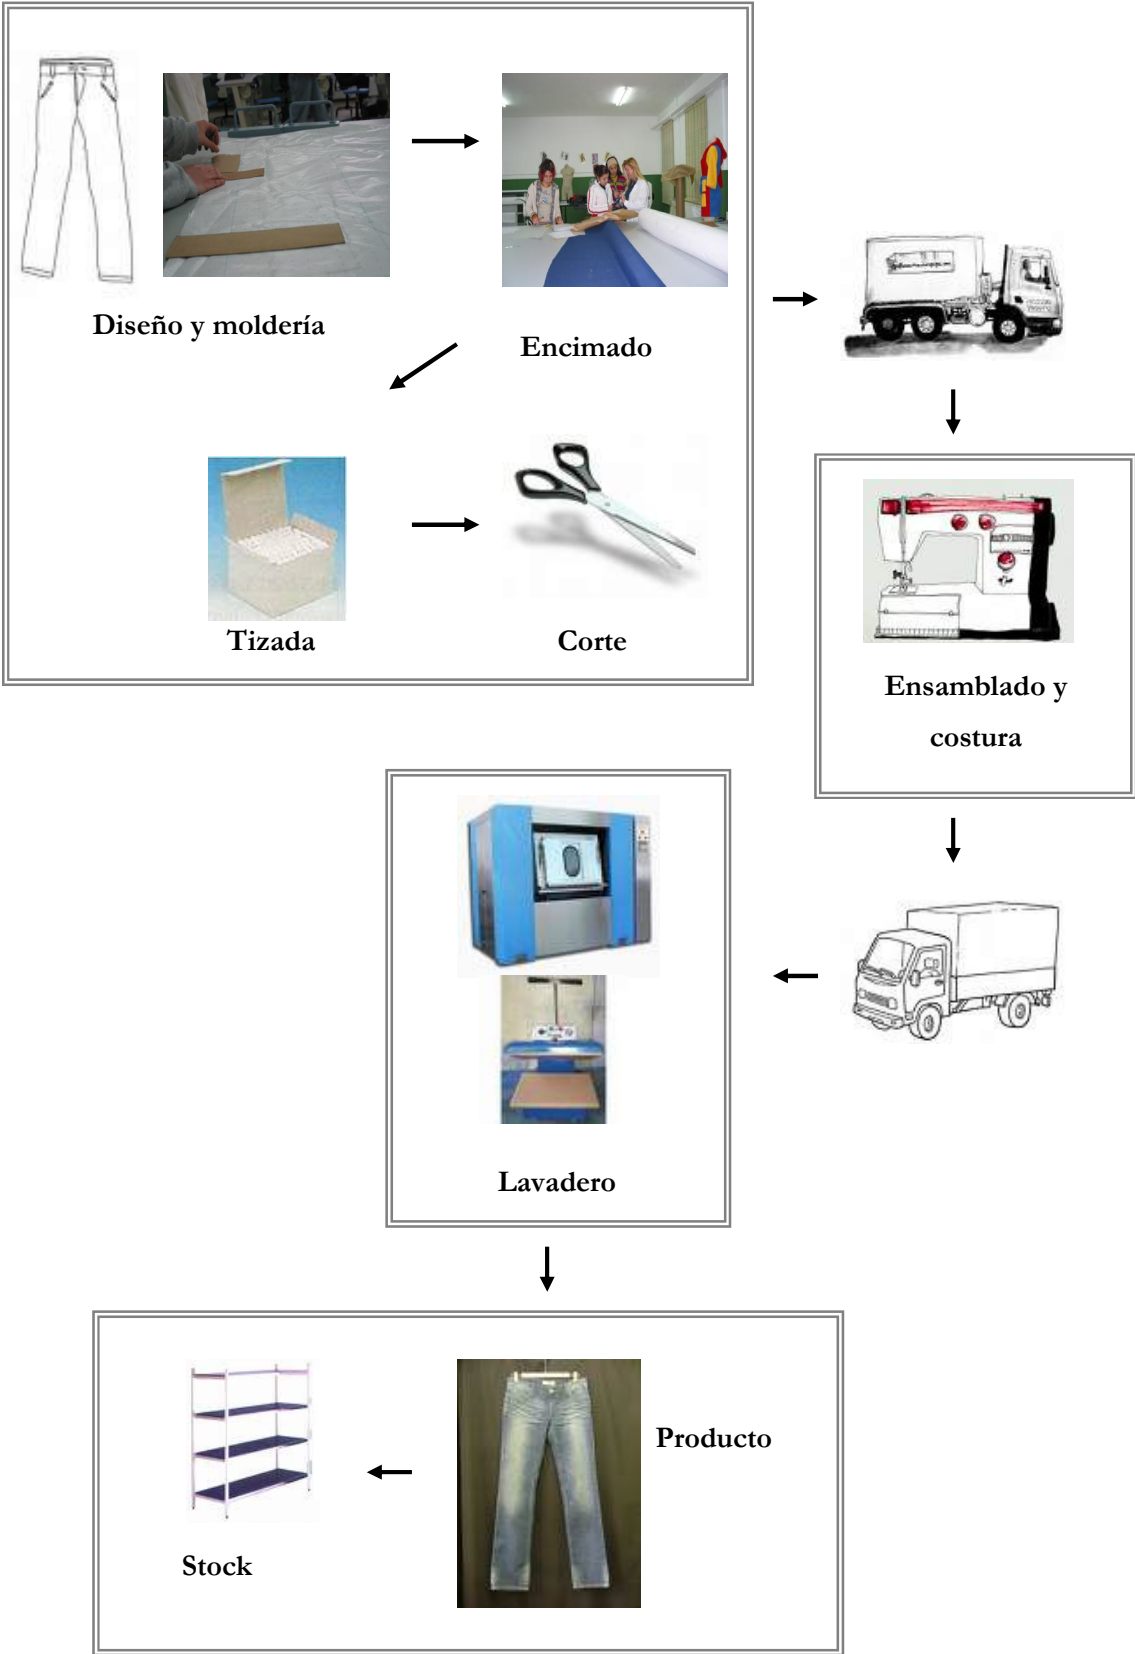 Diseño y moldería
Encimado
Tizada
Corte
Ensamblado y
costura
Lavadero
Producto
Stock